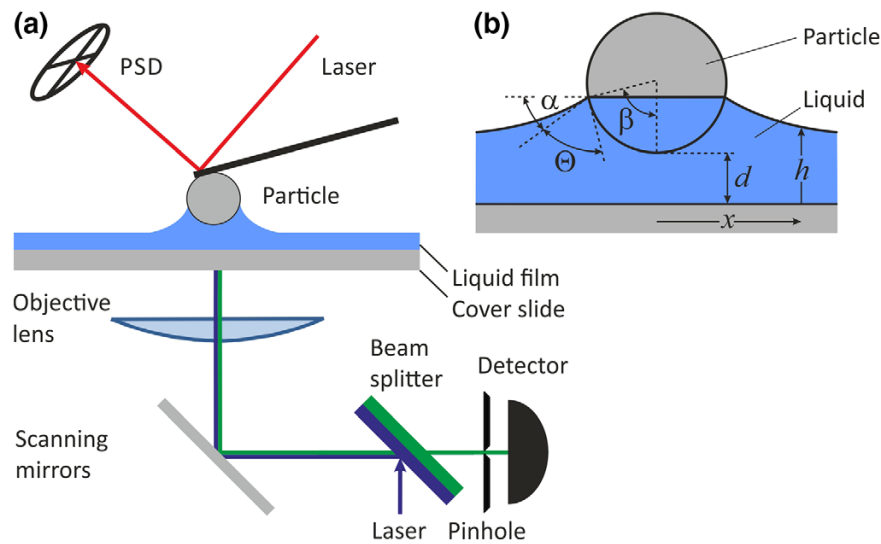 (a)
PSD
Laser
Particle
Liquid film
Cover slide
Objective
lens
Beam
splitter
Detector
Scanning
mirrors
Laser
Pinhole
(b)
Particle
Liquid
α
β
Θ
d
h
x